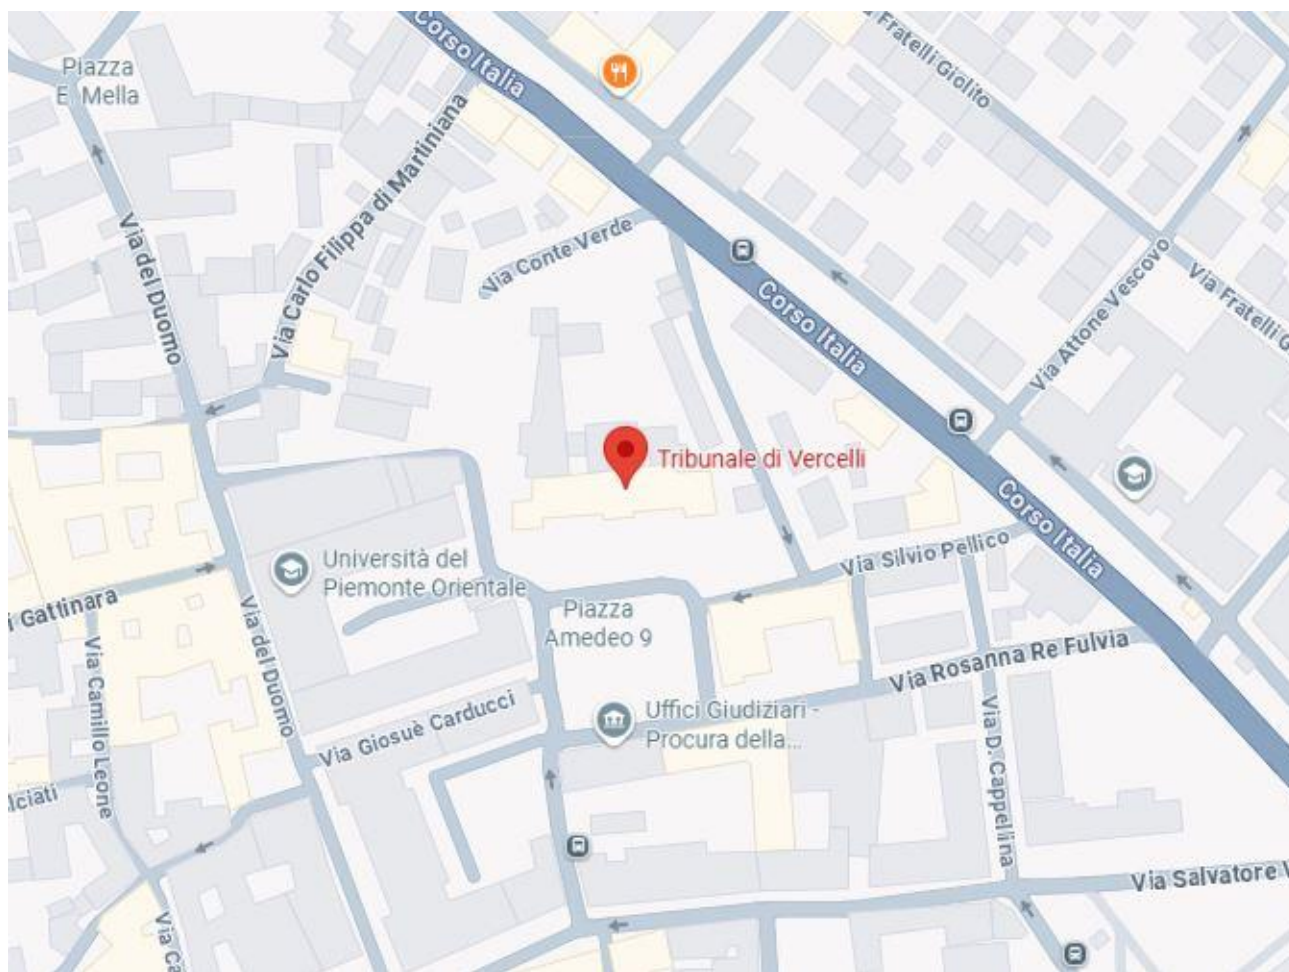 Corso Italia
Via Fratelli Giolito
Piazza
E. Mella
Via Carlo Filippa di Martiniana
Via del Duomo
Via Conte Verde
Via Attone Vescovo
Via Fratelli G
Corso Italia
Tribunale di Vercelli
Corso Italia
Via Silvio Pellico
Università del
Piemonte Orientale
Piazza
Amedeo 9
i Gattinara
Via del Duomo
Via Camillo Leone
Via Rosanna Re Fulvia
Uffici Giudiziari -
Procura della...
Via Giosuè Carducci
Via D. Cappellina
lciati
Via Salvatore V
Via Ca